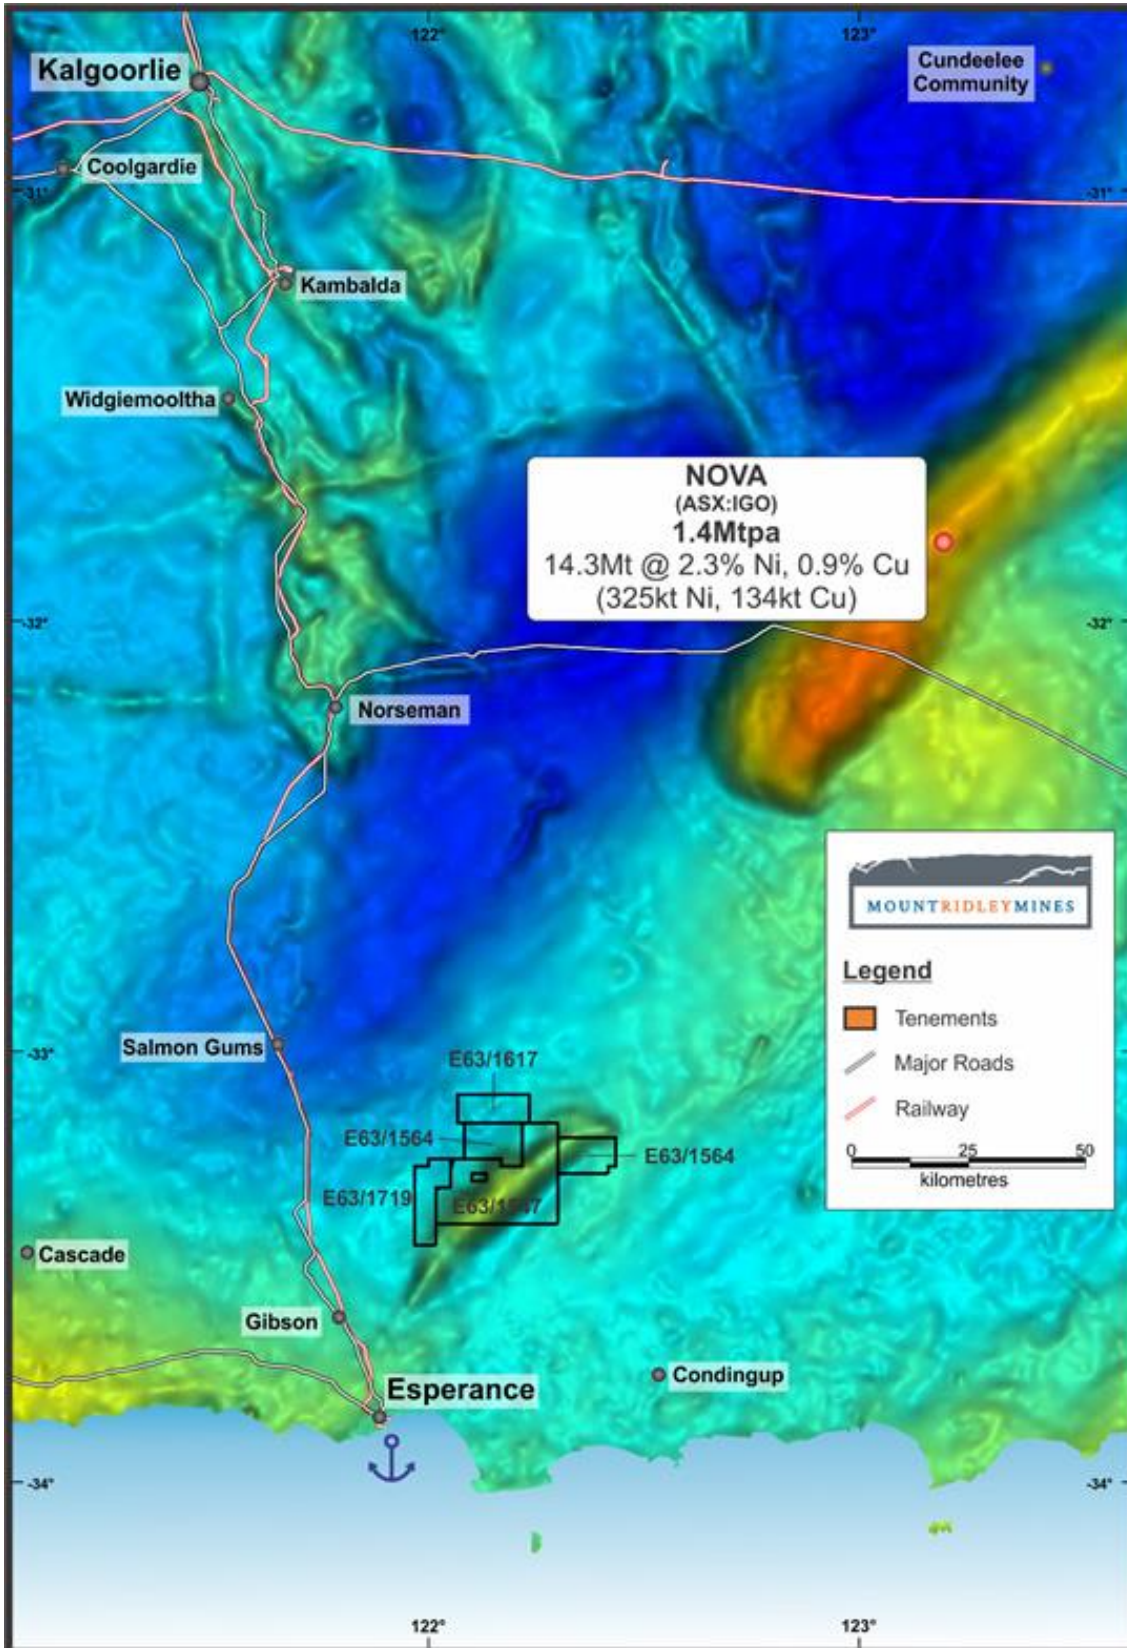 122°
123°
Kalgoorlie
Cundeelee
Community
Coolgardie
-31°
-31°
Kambalda
Widgiemooltha
NOVA
(ASX:IGO)
1.4Mtpa
14.3Mt @ 2.3% Ni, 0.9% Cu
(325kt Ni, 134kt Cu)
-32°
-32°
Norseman
MOUNTRIDLEYMINES
Legend
Tenements
Major Roads
Railway
0 25 50
kilometres
Salmon Gums
-33°
E63/1617
E63/1564
E63/1564
E63/1719
Cascade
Gibson
Condingup
Esperance
-34°
-34°
122°
123°